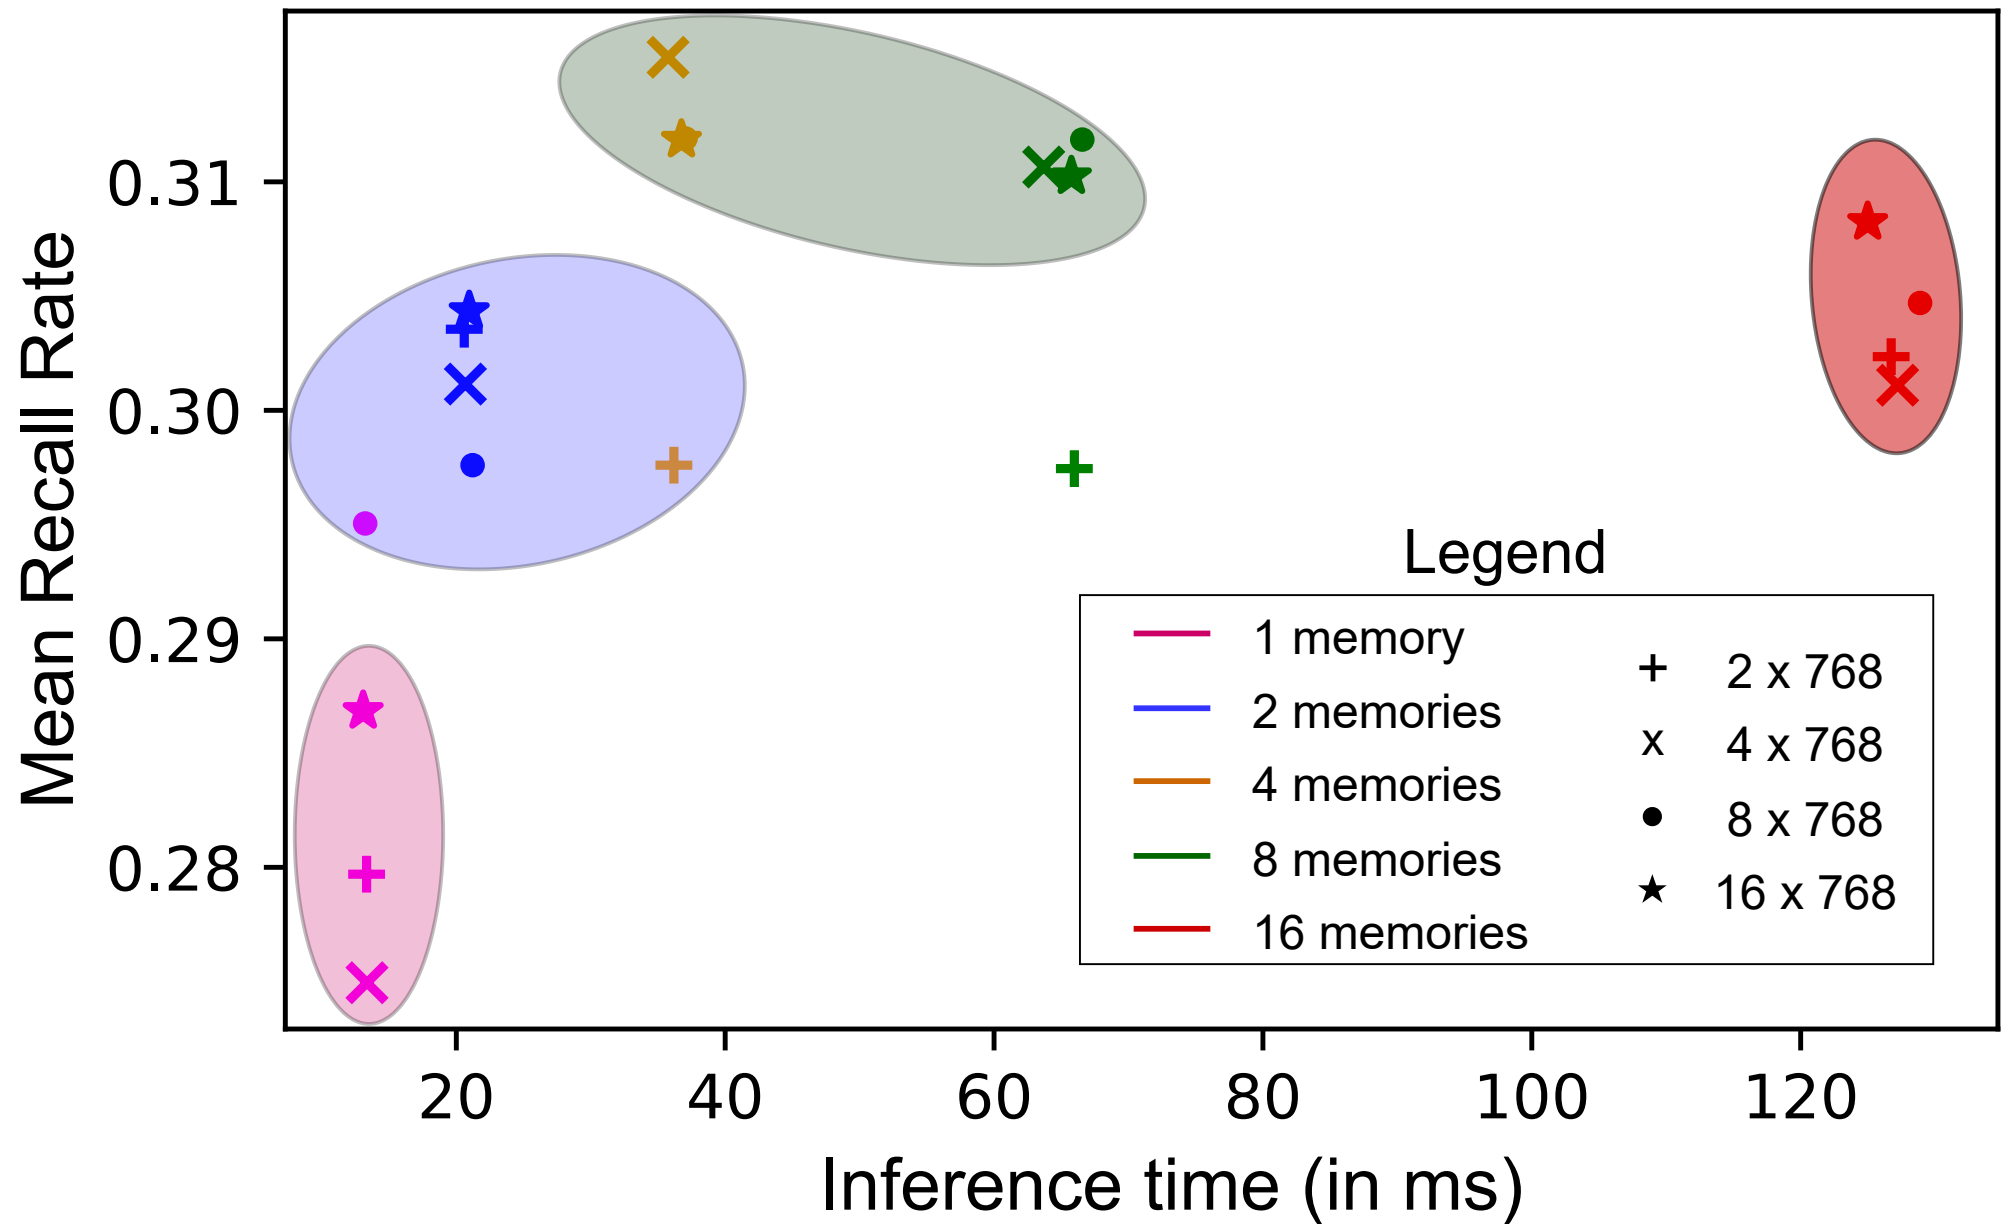 Mean Recall Rate
0.31
0.30
0.29
0.28
Legend
1 memory
2 memories
4 memories
8 memories
16 memories
2 x 768
x 4 x 768
8 x 768
16 x 768
20 40 60 80 100 120
Inference time (in ms)